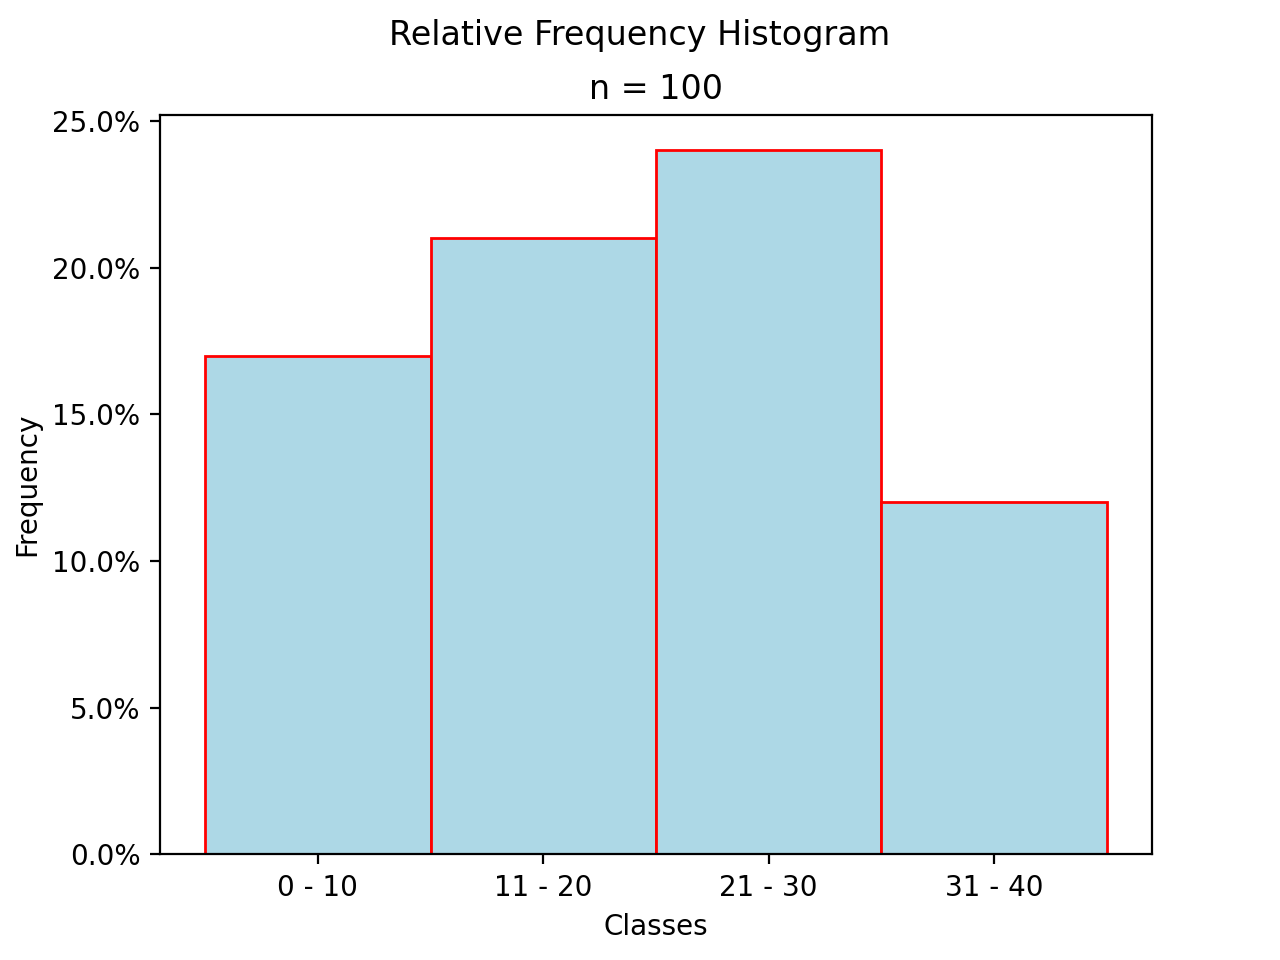 Relative Frequency Histogram
n = 100
25.0%
20.0%
15.0%
10.0%
5.0%
0.0%
Frequency
0 - 10
11 - 20
21 - 30
31 - 40
Classes